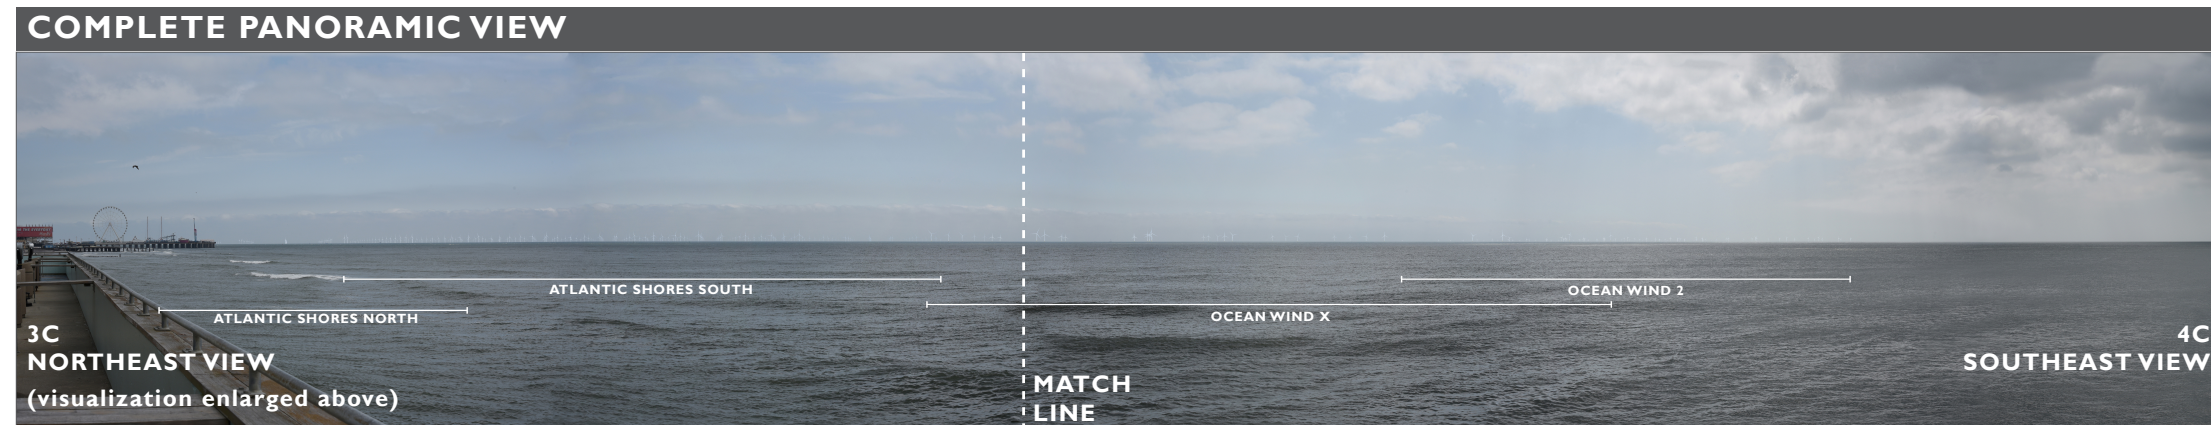 COMPLETE PANORAMIC VIEW
ATLANTIC SHORES SOUTH
OCEAN WIND 2
ATLANTIC SHORES NORTH
OCEAN WIND X
3C
NORTHEAST VIEW
(visualization enlarged above)
MATCH
LINE
4C
SOUTHEAST VIEW